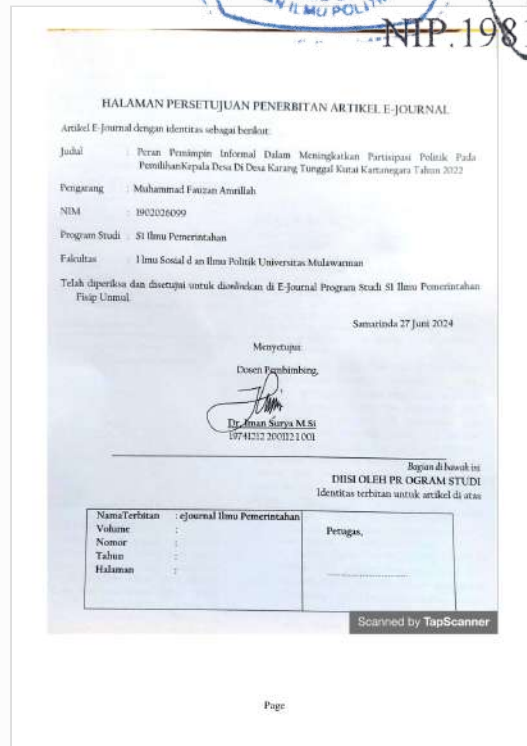 N ILMU POLIT
NIP.198
HALAMAN PERSETUJUAN PENERBITAN ARTIKEL E-JOURNAL
Artikel E-Journal dengan identitas sebagai berikut:
Judul : Peran Pemimpin Informal Dalam Meningkatkan Partisipasi Politik Pada
PemilihanKepala Desa Di Desa Karang Tunggal Kutai Kartanegara Tahun 2022
Pengarang : Muhammad Fauzan Amrillah
NIM : 1902026099
Program Studi : S1 Ilmu Pemerintahan
Fakultas : I lmu Sosial d an Ilmu Politik Universitas Mulawarman
Telah diperiksa dan disetujui untuk dionlinkan di E-Journal Program Studi S1 Ilmu Pemerintahan
Fisip Unmul.
Samarinda 27 Juni 2024
Menyetujui:
Dosen Pembimbing,
Dr. Iman Surya M.Si
19741212 2001121 001
Bagian di bawah ini
DIISI OLEH PR OGRAM STUDI
Identitas terbitan untuk artikel di atas
NamaTerbitan : eJournal Ilmu Pemerintahan
Volume :
Nomor :
Tahun :
Halaman :
Petugas,
Scanned by TapScanner
Page